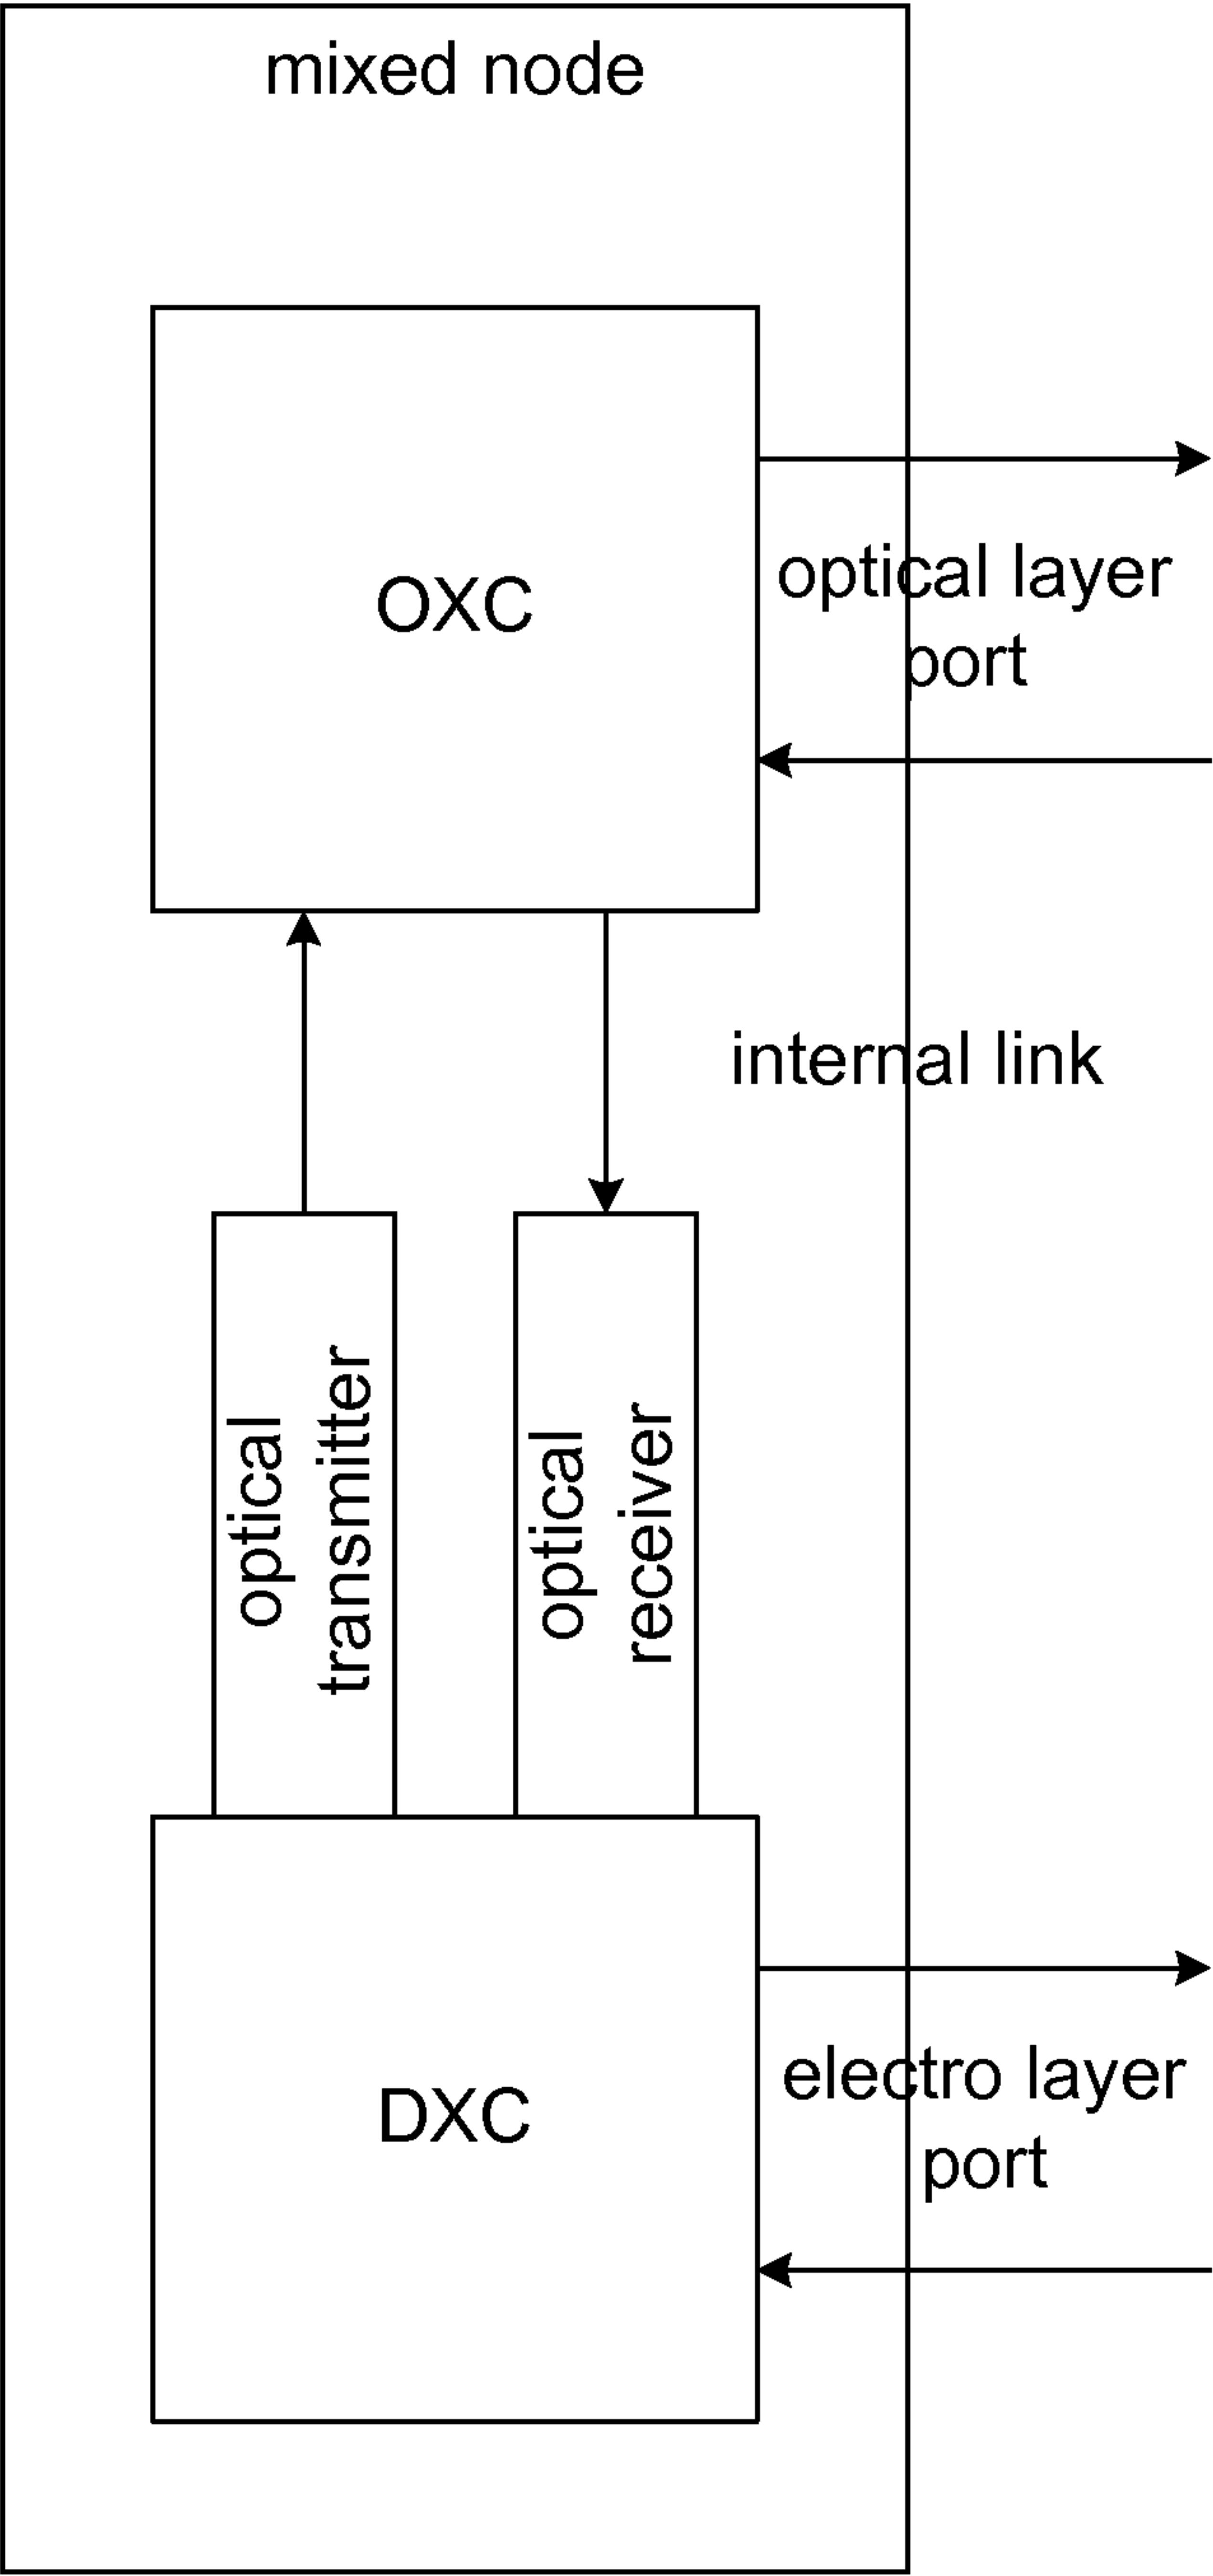 mixed node
OXC
optical layer
port
internal link
optical
transmitter
optical
receiver
DXC
electro layer
port